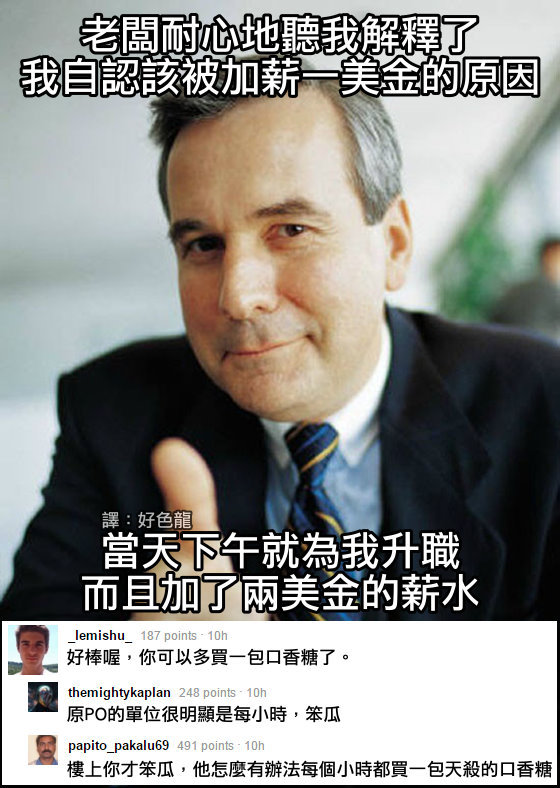 老闆耐心地聽我解釋了
我自認該被加薪一美金的原因
譯：好色龍
當天下午就為我升職
而且加了兩美金的薪水
_lemishu_ 187 points · 10h
好棒喔，你可以多買一包口香糖了。
themightykaplan 248 points · 10h
原PO的單位很明顯是每小時，笨瓜
papito_pakalu69 491 points · 10h
樓上你才笨瓜，他怎麼有辦法每個小時都買一包天殺的口香糖